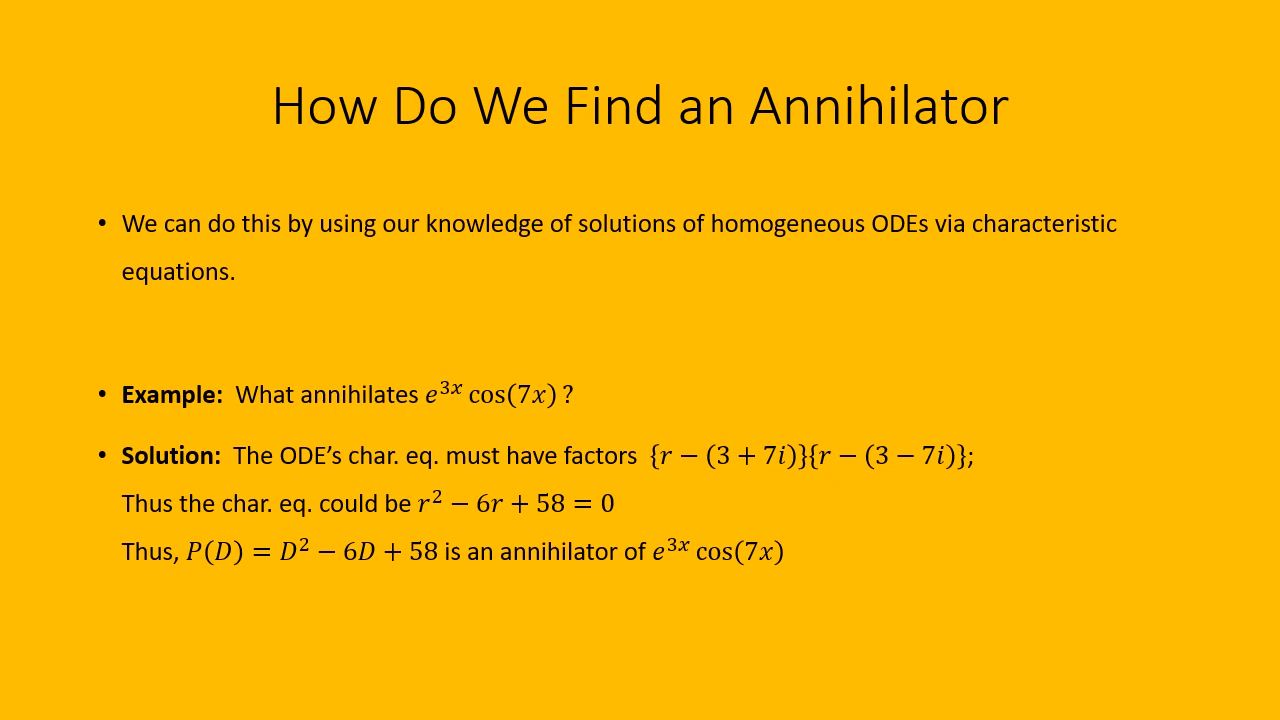 How Do We Find an Annihilator
• We can do this by using our knowledge of solutions of homogeneous ODEs via characteristic
equations.
• Example: What annihilates e^{3x} cos(7x) ?
• Solution: The ODE’s char. eq. must have factors {r − (3 + 7i)}{r − (3 − 7i)};
Thus the char. eq. could be r² − 6r + 58 = 0
Thus, P(D) = D² − 6D + 58 is an annihilator of e^{3x} cos(7x)